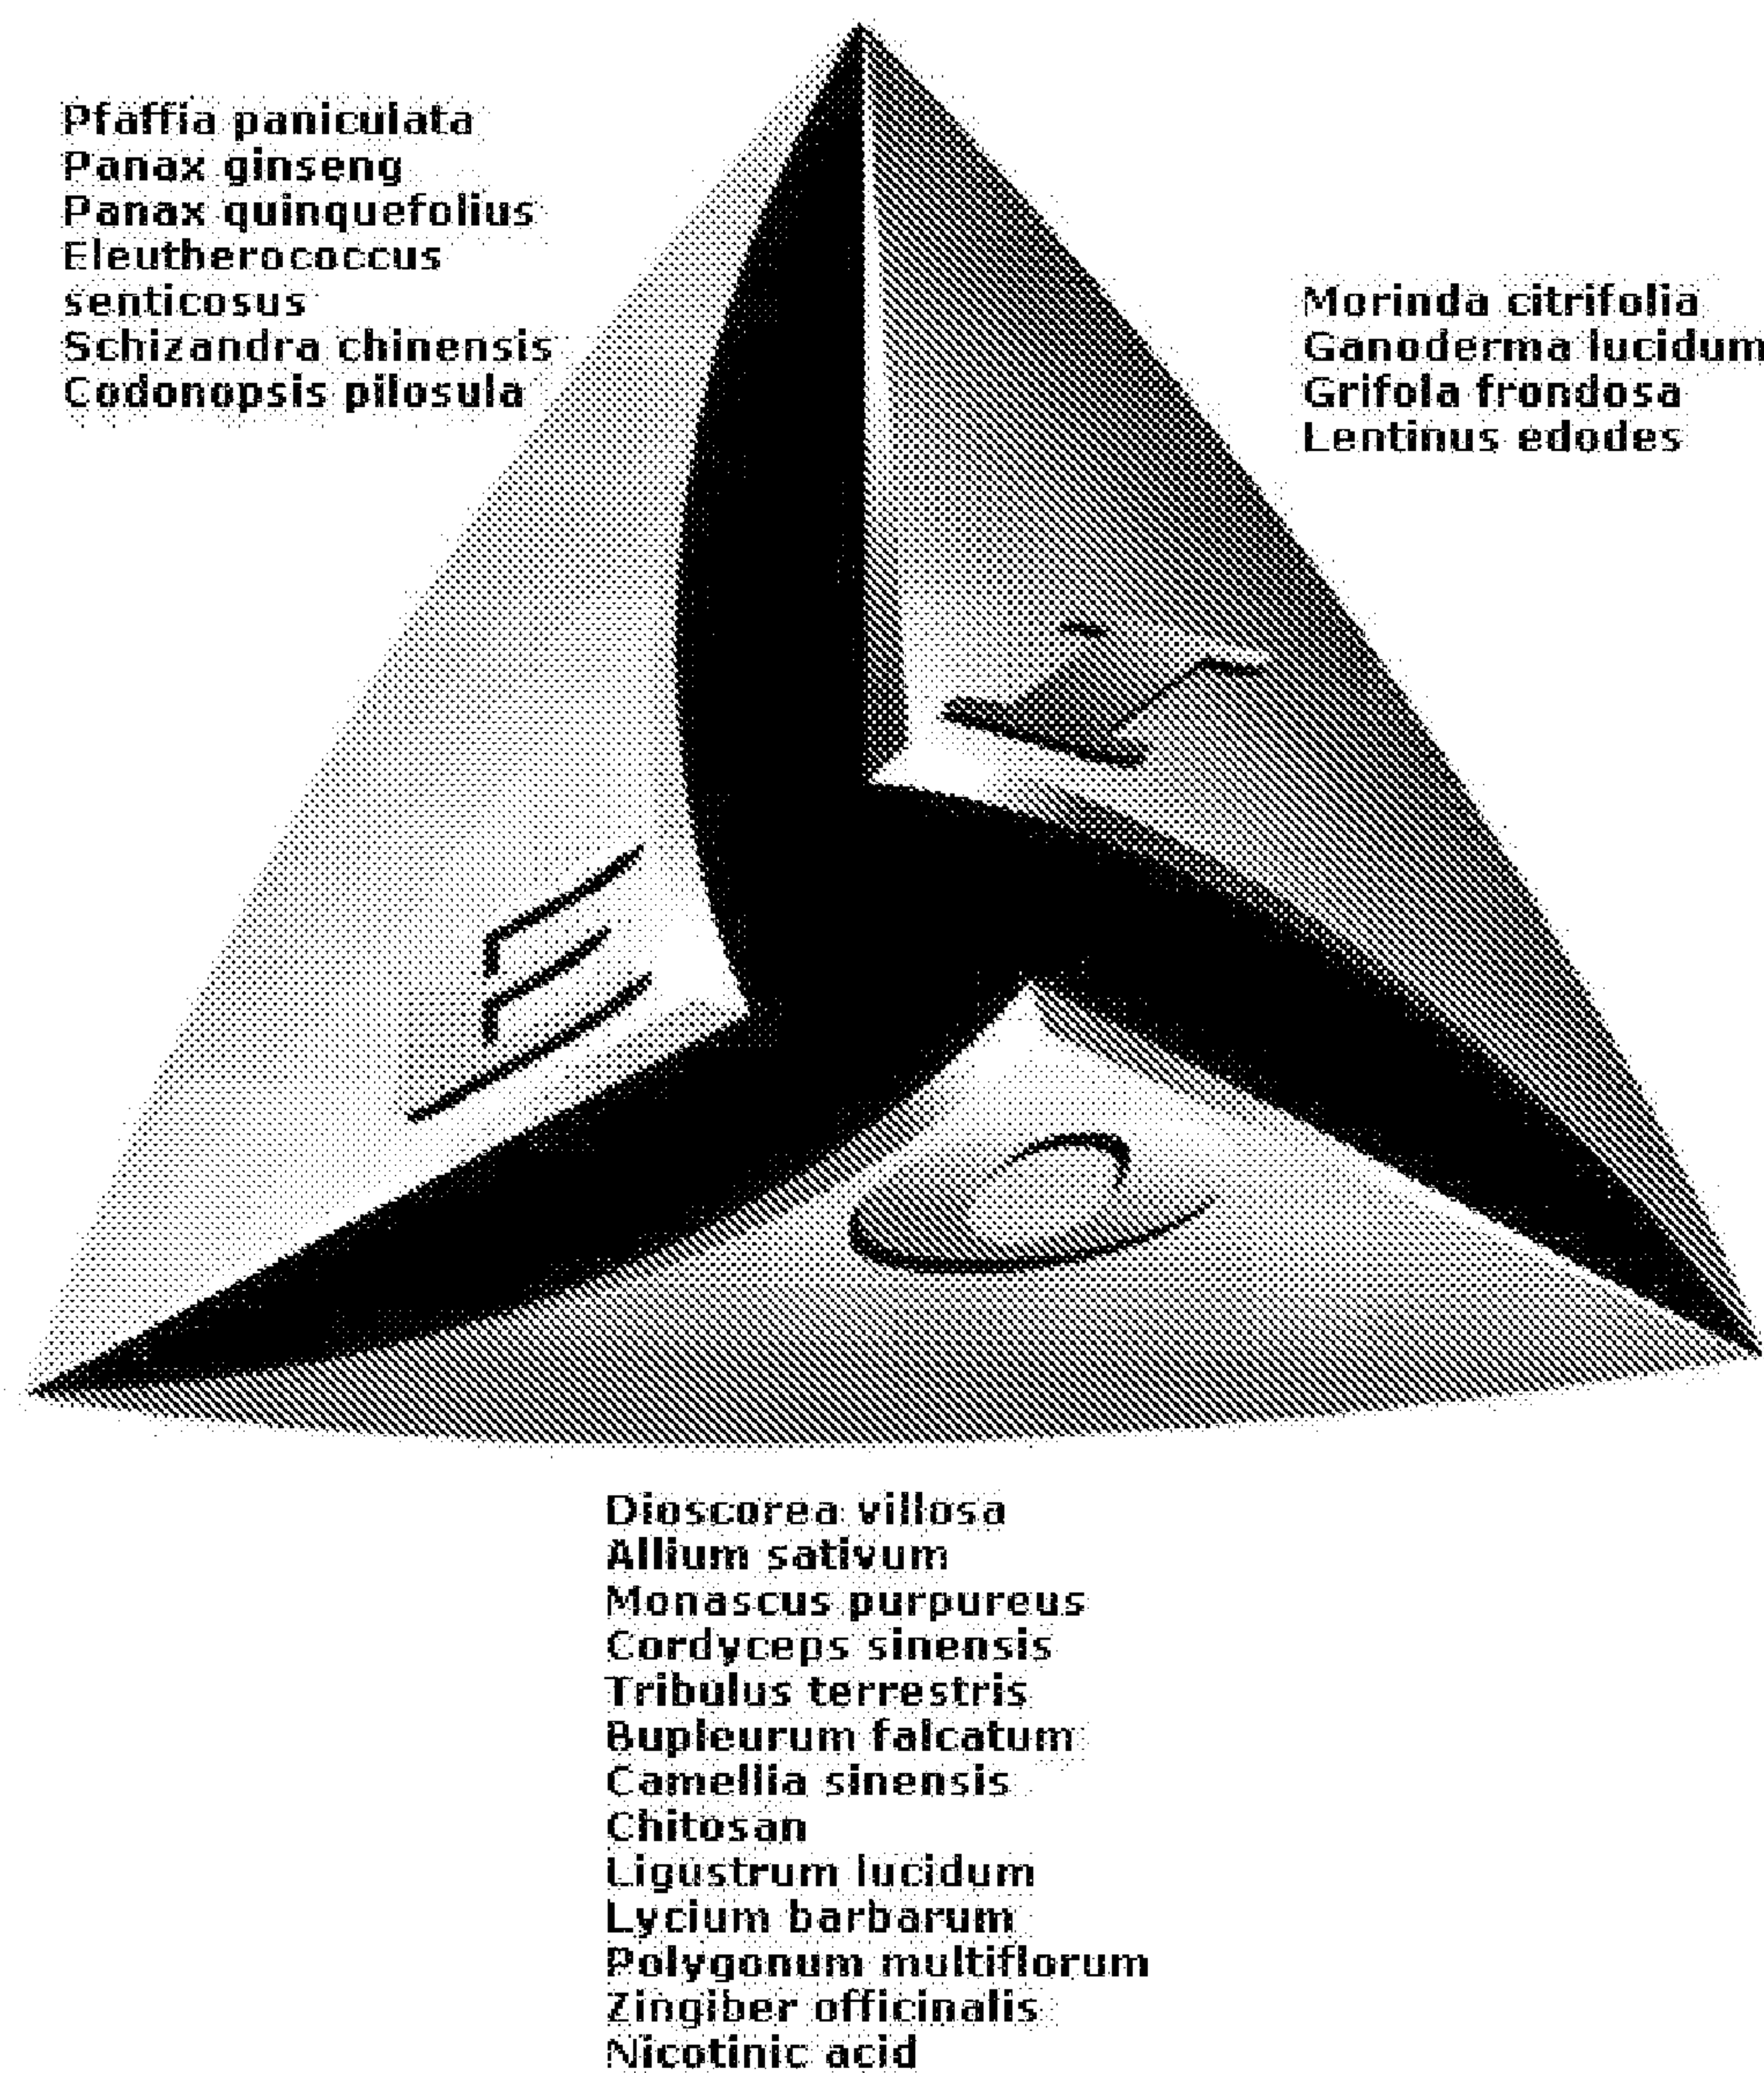 Pfaffia paniculata
Panax ginseng
Panax quinquefolius
Eleutherococcus
senticosus
Schizandra chinensis
Codonopsis pilosula
Morinda citrifolia
Ganoderma lucidum
Grifola frondosa
Lentinus edodes
E
I
C
Dioscorea villosa
Allium sativum
Monascus purpureus
Cordyceps sinensis
Tribulus terrestris
Bupleurum falcatum
Camellia sinensis
Chitosan
Ligustrum lucidum
Lycium barbarum
Polygonum multiflorum
Zingiber officinalis
Nicotinic acid